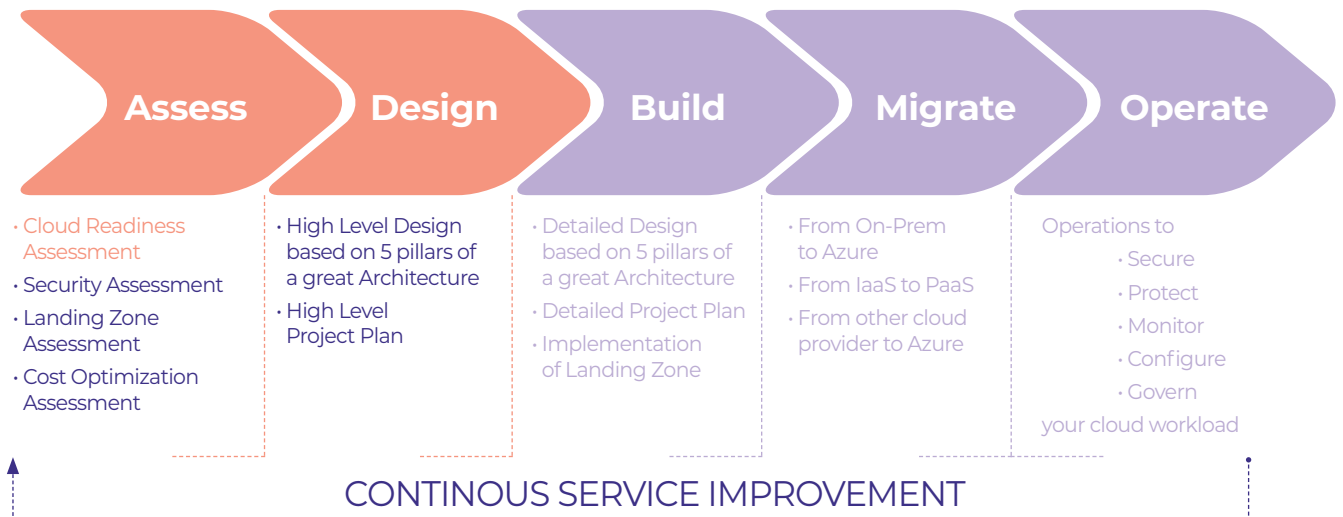 Assess
Design
Build
Migrate
Operate
· Cloud Readiness
Assessment
· Security Assessment
· Landing Zone
Assessment
· Cost Optimization
Assessment
· High Level Design
based on 5 pillars of
a great Architecture
· High Level
Project Plan
· Detailed Design
based on 5 pillars of
a great Architecture
· Detailed Project Plan
· Implementation
of Landing Zone
· From On-Prem
to Azure
· From IaaS to PaaS
· From other cloud
provider to Azure
Operations to
· Secure
· Protect
· Monitor
· Configure
· Govern
your cloud workload
CONTINOUS SERVICE IMPROVEMENT